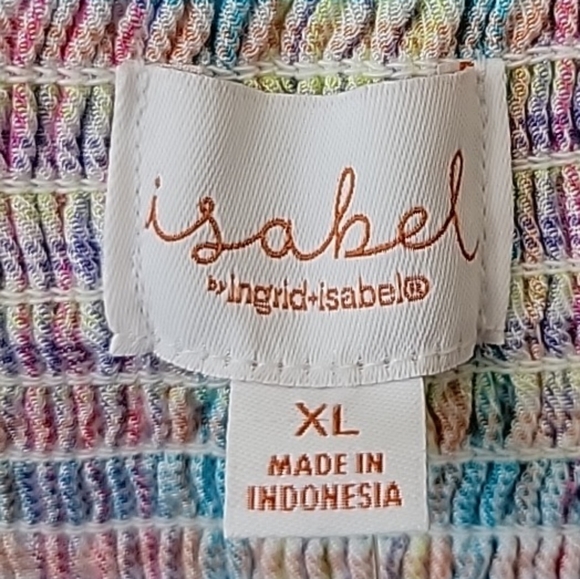 isabel
by ingrid+isabel®
XL
MADE IN
INDONESIA